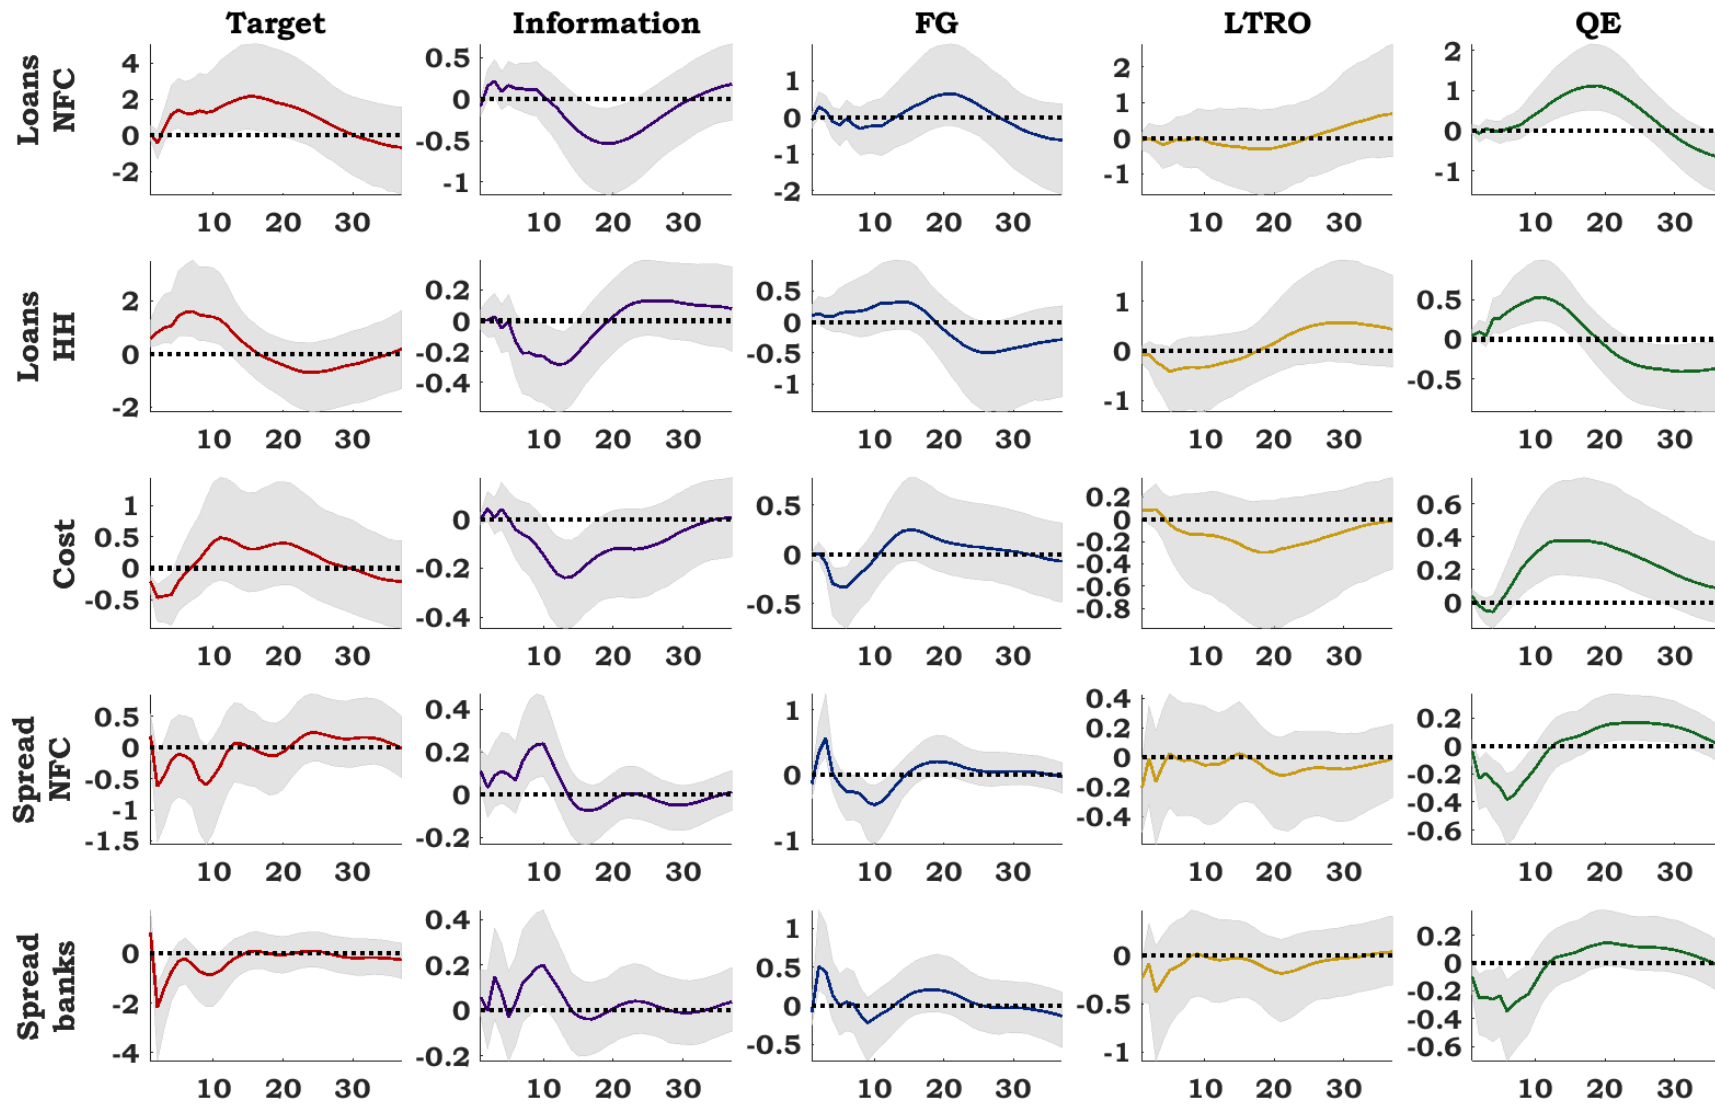 Target Information FG LTRO QE
Loans NFC
4 2 0 -2
10 20 30
0.5 0 -0.5 -1
10 20 30
1 0 -1 -2
10 20 30
2 1 0 -1
10 20 30
2 1 0 -1
10 20 30
Loans HH
2 0 -2
10 20 30
0.2 0 -0.2 -0.4
10 20 30
0.5 0 -0.5 -1
10 20 30
1 0 -1
10 20 30
0.5 0 -0.5
10 20 30
Cost
1 0.5 0 -0.5
10 20 30
0 -0.2 -0.4
10 20 30
0.5 0 -0.5
10 20 30
0.2 0 -0.2 -0.4 -0.6 -0.8
10 20 30
0.6 0.4 0.2 0
10 20 30
Spread NFC
0.5 0 -0.5 -1 -1.5
10 20 30
0.4 0.2 0 -0.2
10 20 30
1 0 -1
10 20 30
0.4 0.2 0 -0.2 -0.4
10 20 30
0.2 0 -0.2 -0.4 -0.6
10 20 30
Spread banks
0 -2 -4
10 20 30
0.4 0.2 0 -0.2
10 20 30
1 0.5 0 -0.5
10 20 30
0 -0.5 -1
10 20 30
0.2 0 -0.2 -0.4 -0.6
10 20 30